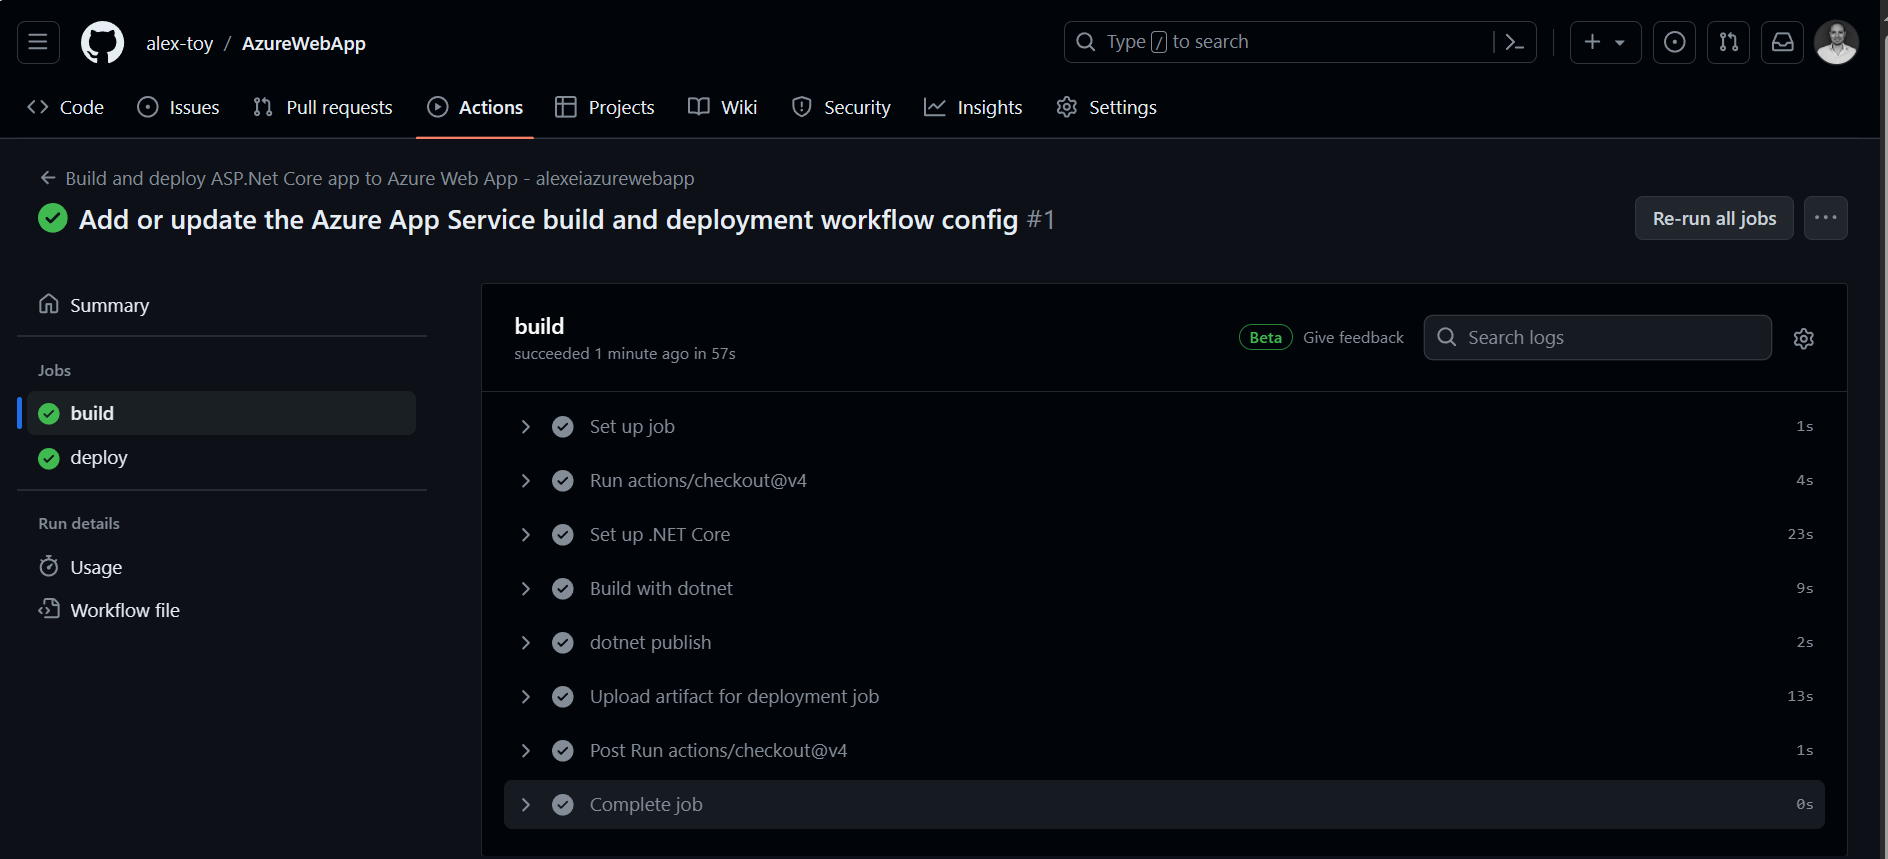 alex-toy / AzureWebApp
Type / to search
Code Issues Pull requests Actions Projects Wiki Security Insights Settings
Build and deploy ASP.Net Core app to Azure Web App - alexeiazurewebapp
Add or update the Azure App Service build and deployment workflow config #1
Re-run all jobs
Summary
Jobs
build
deploy
Run details
Usage
Workflow file
build
succeeded 1 minute ago in 57s
Beta Give feedback Search logs
Set up job 1s
Run actions/checkout@v4 4s
Set up .NET Core 23s
Build with dotnet 9s
dotnet publish 2s
Upload artifact for deployment job 13s
Post Run actions/checkout@v4 1s
Complete job 0s